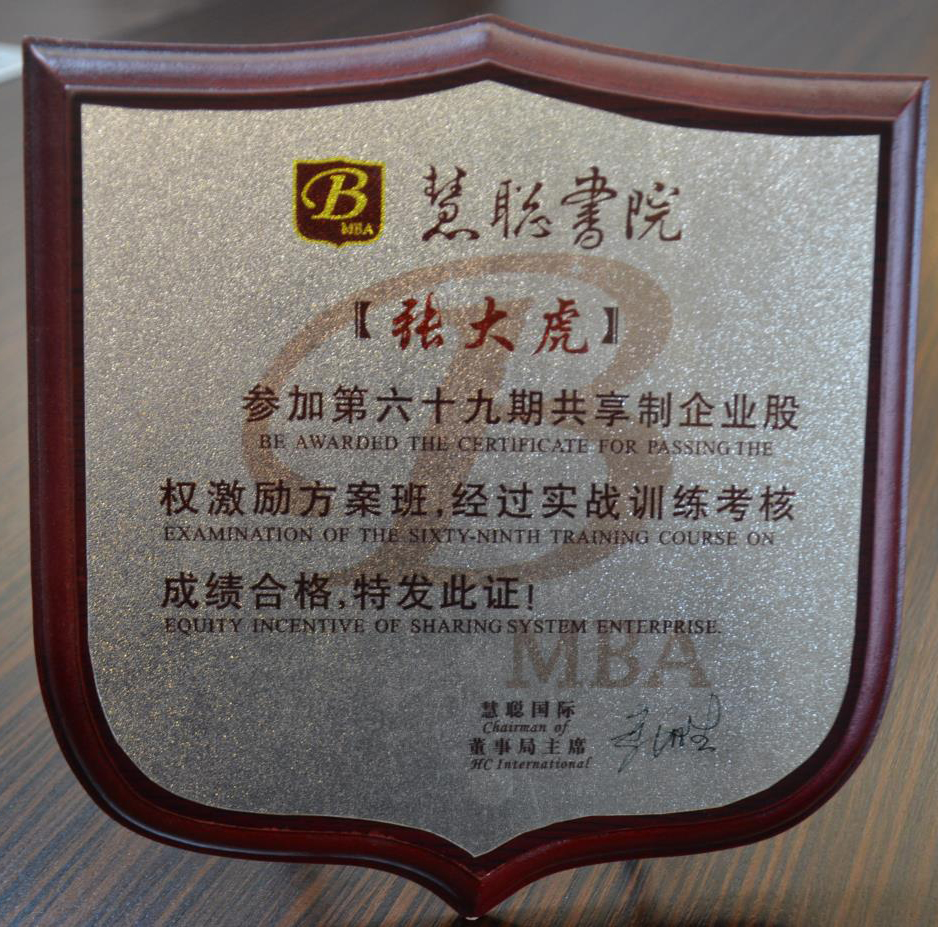 B
MBA
慧聪書院
【张大虎】
参加第六十九期共享制企业股
BE AWARDED THE CERTIFICATE FOR PASSING THE
权激励方案班,经过实战训练考核
EXAMINATION OF THE SIXTY-NINTH TRAINING COURSE ON
成绩合格,特发此证!
EQUITY INCENTIVE OF SHARING SYSTEM ENTERPRISE.
B
MBA
慧聪国际
Chairman of
董事局主席
HC International